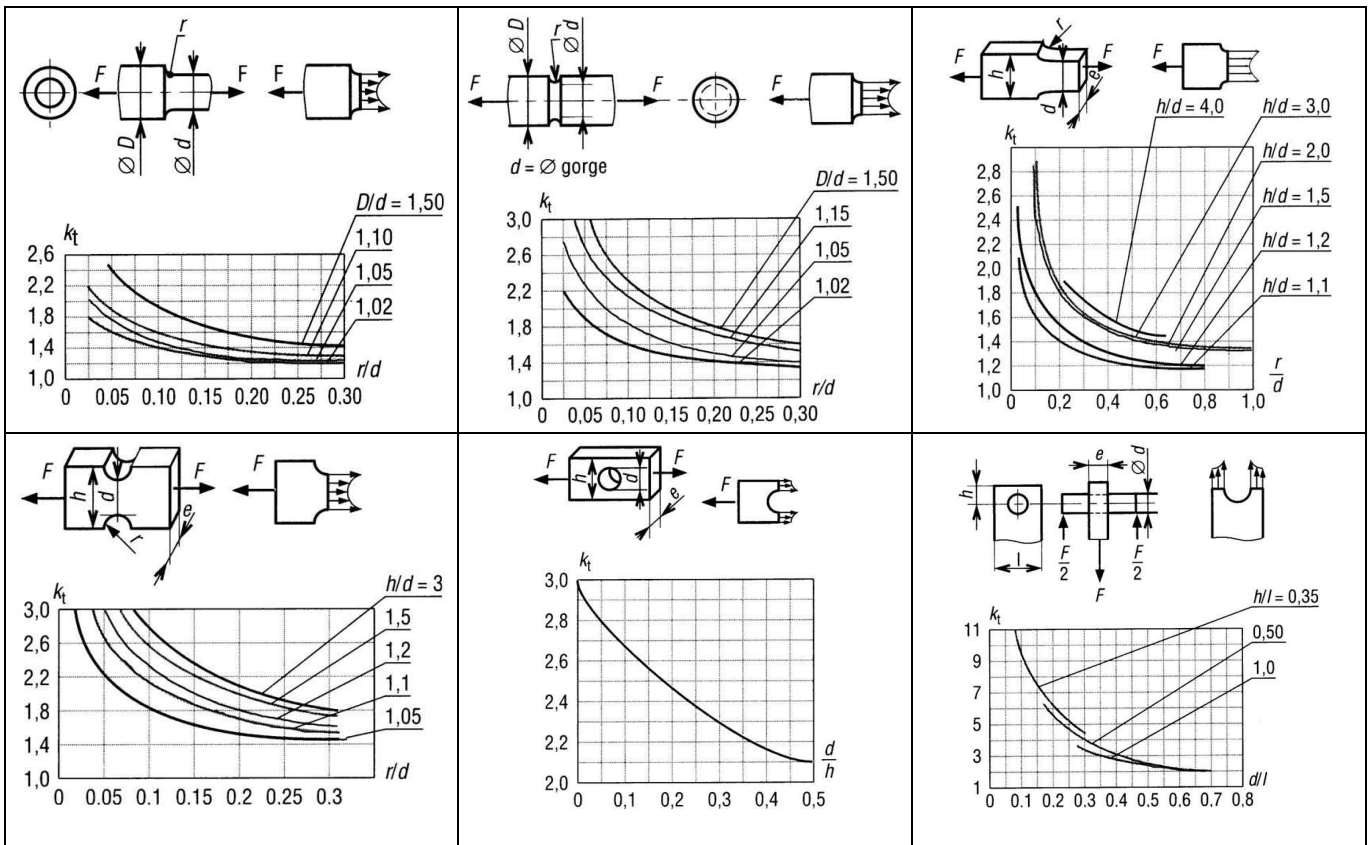 r
F
F
F
Ø D
Ø d
kt
D/d = 1,50
1,10
1,05
1,02
2,6
2,2
1,8
1,4
1,0
0 0.05 0.10 0.15 0.20 0.25 0.30
r/d
Ø D
r
Ø d
F
F
F
d = Ø gorge
kt
D/d = 1,50
1,15
1,05
1,02
3,0
2,6
2,2
1,8
1,4
1,0
0 0,05 0,10 0,15 0,20 0,25 0,30
r/d
r
F
F
F
h
d
e
h/d = 4,0
h/d = 3,0
h/d = 2,0
h/d = 1,5
h/d = 1,2
h/d = 1,1
kt
2,8
2,6
2,4
2,2
2,0
1,8
1,6
1,4
1,2
1,0
0 0,2 0,4 0,6 0,8 1,0
r
d
F
F
F
h
d
e
r
kt
h/d = 3
1,5
1,2
1,1
1,05
3,0
2,6
2,2
1,8
1,4
1,0
0 0.05 0.1 0.15 0.2 0.25 0.3
r/d
F
F
F
h
d
e
kt
3,0
2,8
2,6
2,4
2,2
2,0
0 0,1 0,2 0,3 0,4 0,5
d
h
e
Ø d
h
l
F
2
F
2
F
kt
h/l = 0,35
0,50
1,0
11
9
7
5
3
1
0 0.1 0.2 0.3 0.4 0.5 0.6 0.7 0.8
d/l